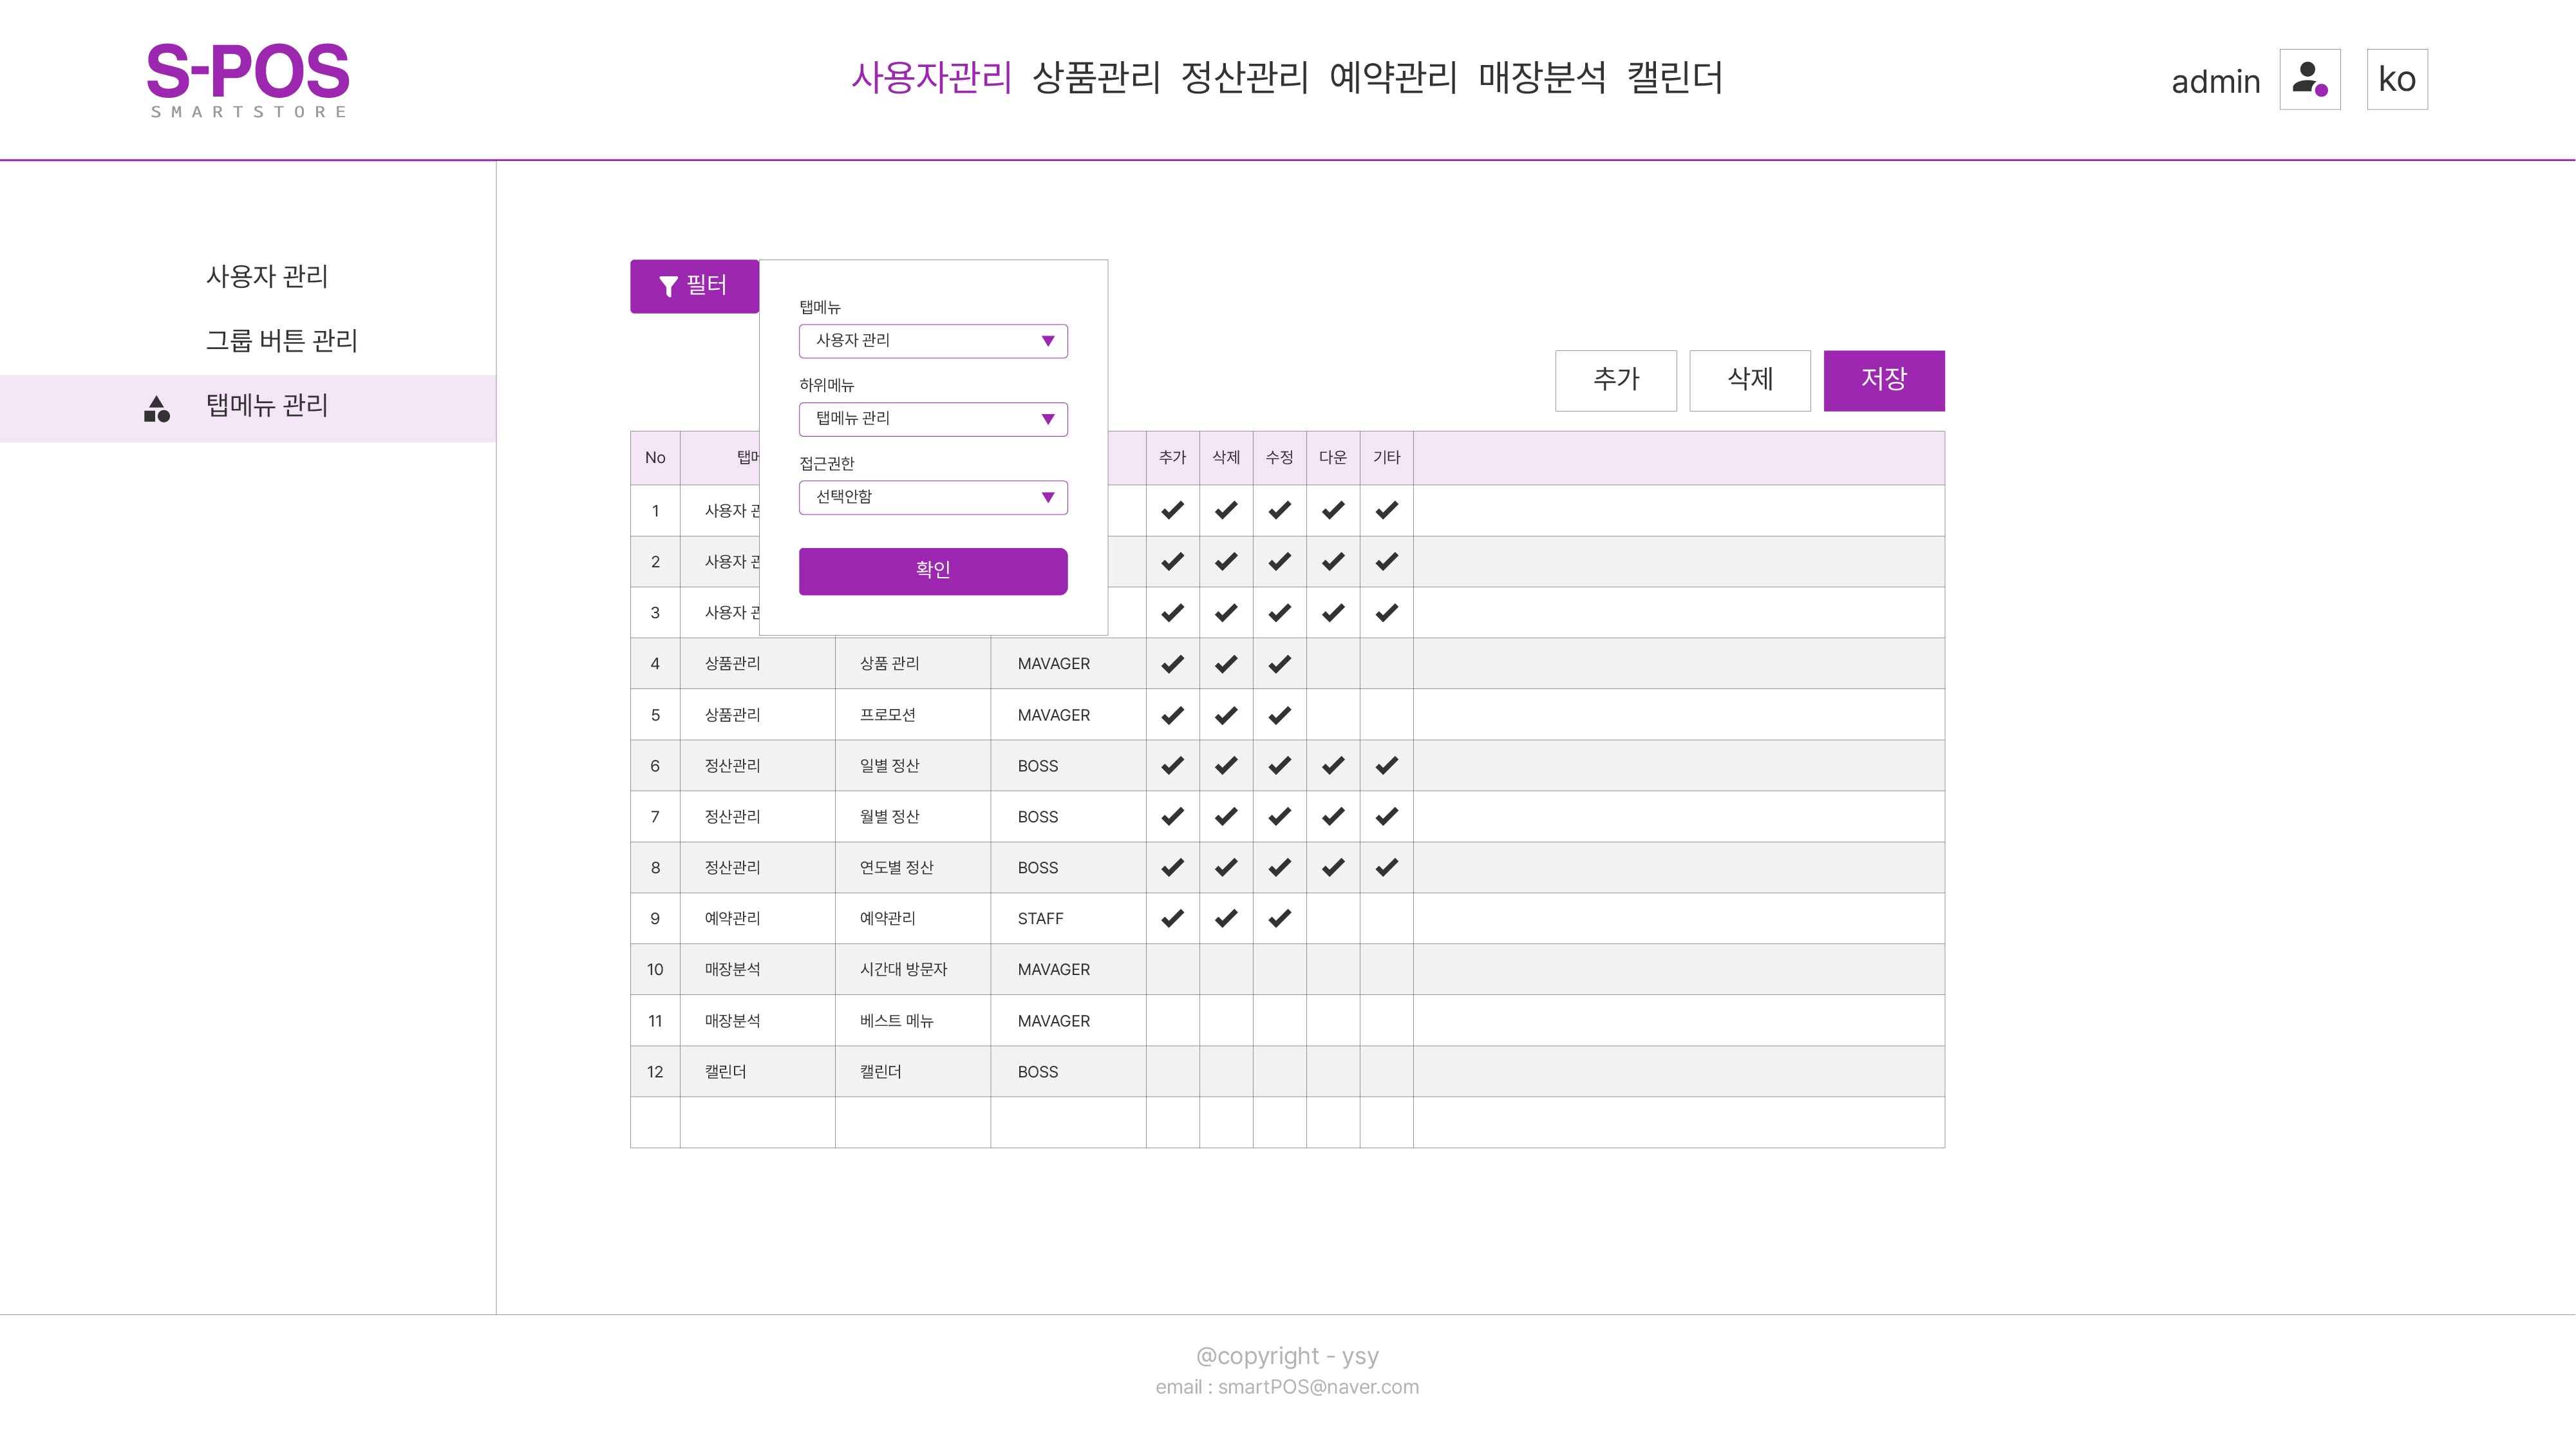 S-POS
SMARTSTORE
사용자관리 상품관리 정산관리 예약관리 매장분석 캘린더
admin
ko
사용자 관리
그룹 버튼 관리
탭메뉴 관리
필터
탭메뉴
사용자 관리
하위메뉴
탭메뉴 관리
접근권한
선택안함
확인
추가 삭제 저장
No 추가 삭제 수정 다운 기타
1 사용자
2 사용자
3 사용자
4 상품관리 상품 관리 MAVAGER
5 상품관리 프로모션 MAVAGER
6 정산관리 일별 정산 BOSS
7 정산관리 월별 정산 BOSS
8 정산관리 연도별 정산 BOSS
9 예약관리 예약관리 STAFF
10 매장분석 시간대 방문자 MAVAGER
11 매장분석 베스트 메뉴 MAVAGER
12 캘린더 캘린더 BOSS
@copyright - ysy
email : smartPOS@naver.com